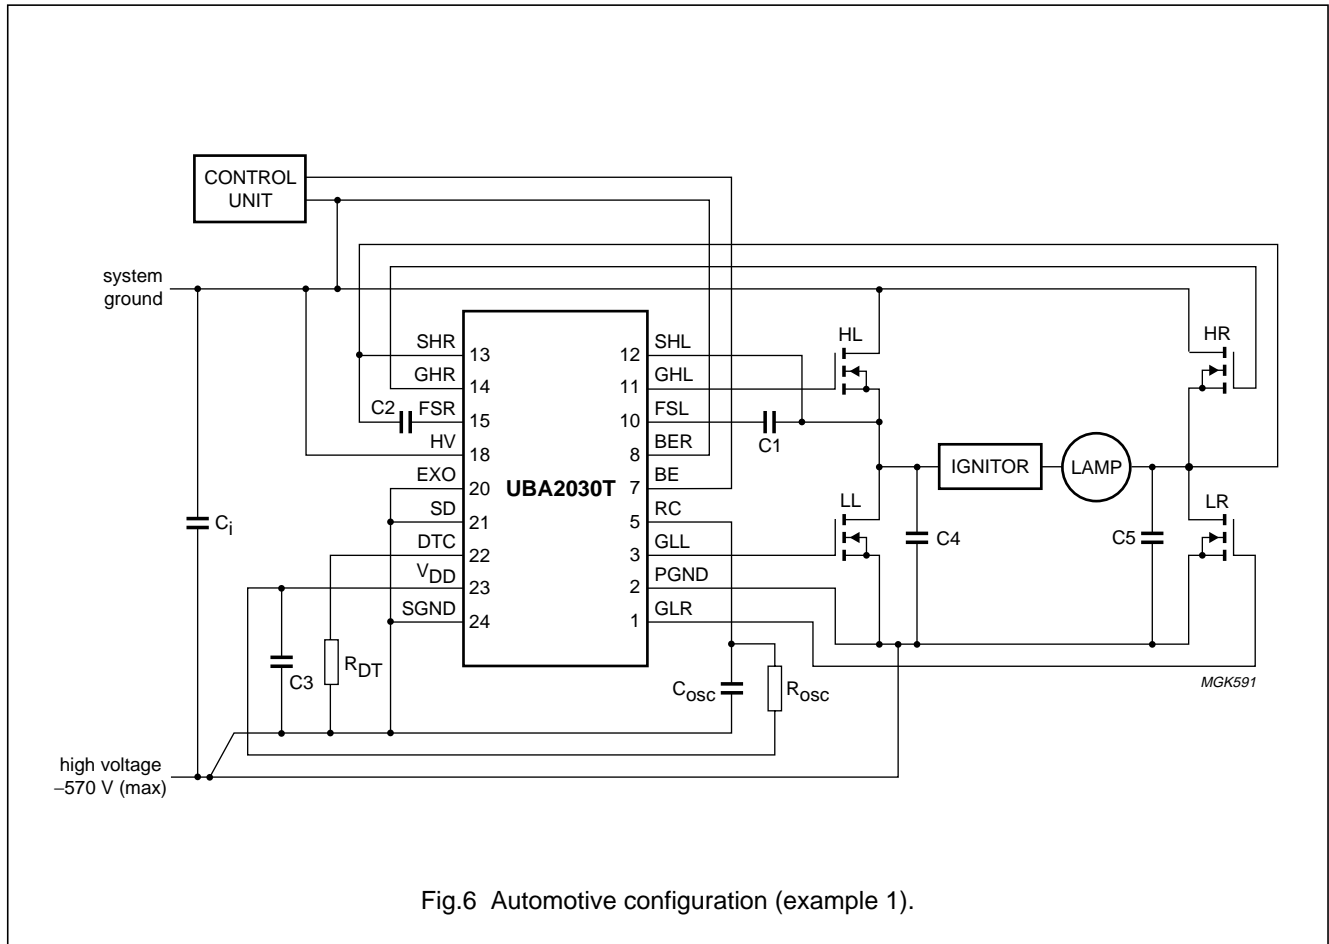 CONTROL
UNIT
system
ground
SHR
13
GHR
14
C2
FSR
15
HV
18
EXO
20
SD
21
DTC
22
VDD
23
SGND
24
UBA2030T
SHL
12
GHL
11
FSL
10
C1
BER
8
BE
7
RC
5
GLL
3
PGND
2
GLR
1
HL
HR
IGNITOR
LAMP
LL
LR
C4
C5
Ci
C3
RDT
Cosc
Rosc
MGK591
high voltage
−570 V (max)
Fig.6 Automotive configuration (example 1).